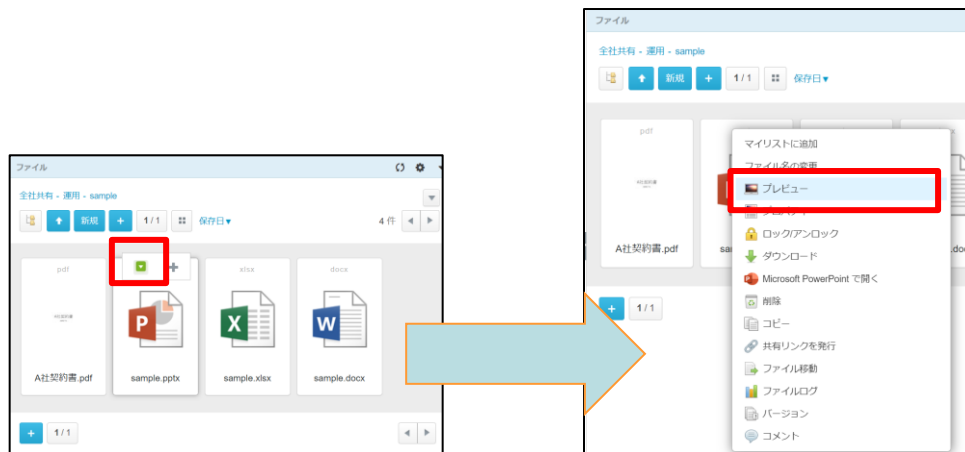 ファイル
全社共有 - 運用 - sample
新規 + 1 / 1 保存日▼ 4 件
pdf xlsx docx
P X W
A社契約書.pdf sample.pptx sample.xlsx sample.docx
+ 1 / 1
ファイル
全社共有 - 運用 - sample
新規 + 1 / 1 保存日▼
pdf
A社契約書.pdf
+ 1 / 1
マイリストに追加
ファイル名の変更
プレビュー
プロパティ
ロック/アンロック
ダウンロード
Microsoft PowerPoint で開く
削除
コピー
共有リンクを発行
ファイル移動
ファイルログ
バージョン
コメント